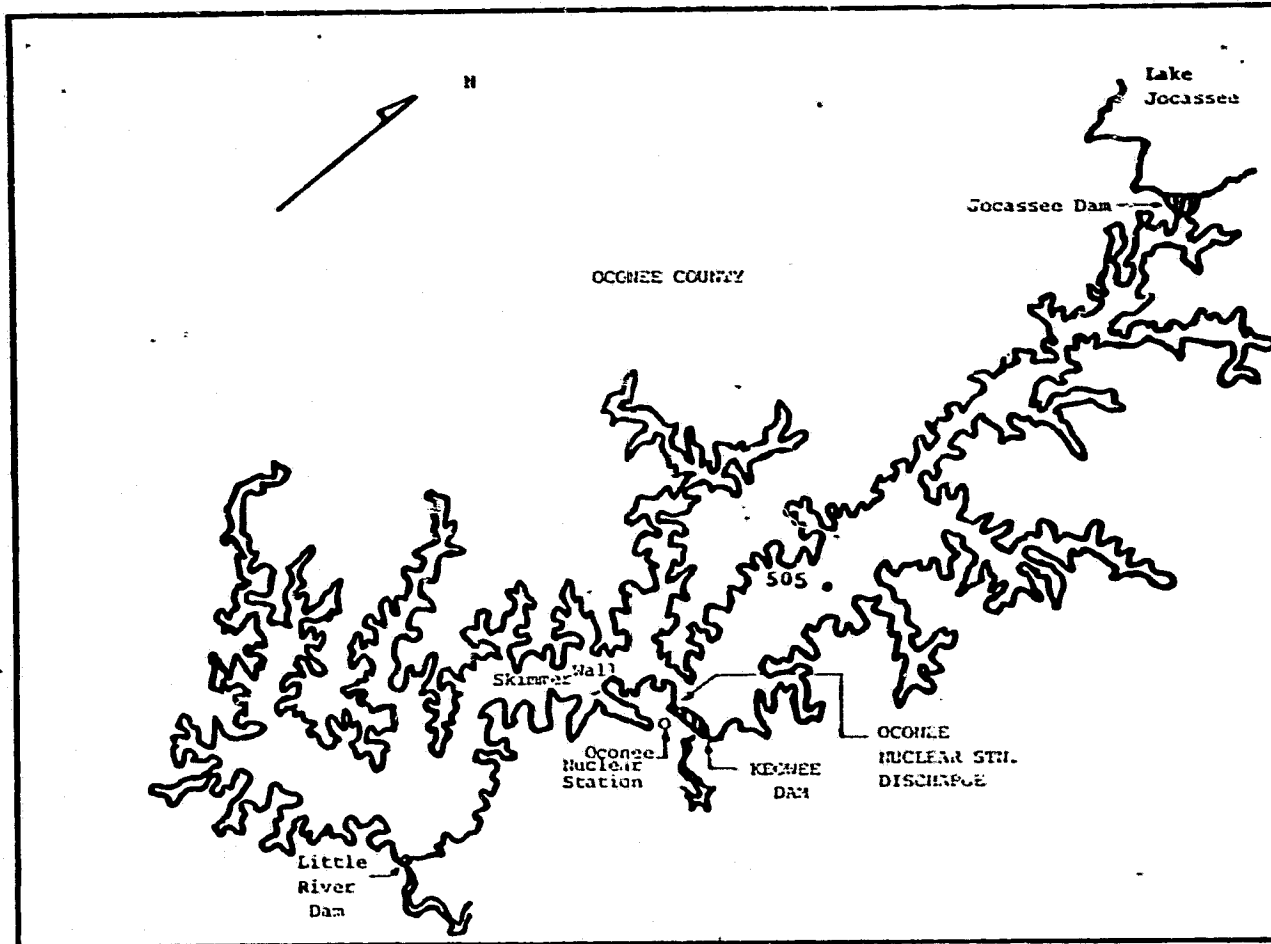 N
Lake
Jocassee
Jocassee Dam
OCONEE COUNTY
505
Skimmer Wall
Oconee
Nuclear
Station
KEOWEE
DAM
OCONEE
NUCLEAR STN.
DISCHARGE
Little
River
Dam